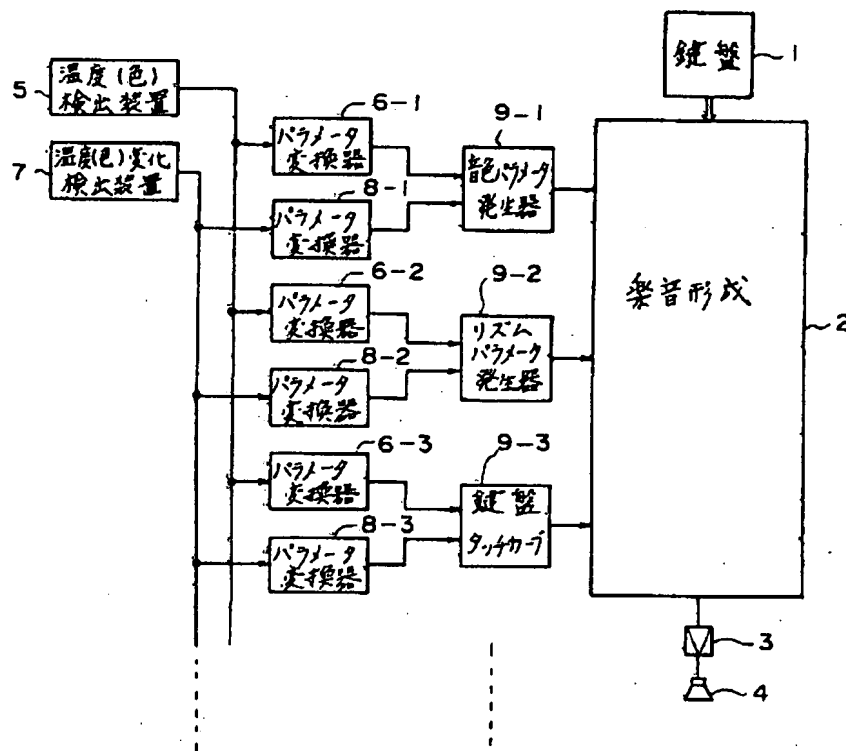 鍵盤
1
温度(色)
検出装置
5
6-1
パラメータ
変換器
9-1
音色パラメータ
発生器
温度(色)変化
検出装置
7
8-1
パラメータ
変換器
6-2
パラメータ
変換器
9-2
リズム
パラメータ
発生器
楽音形成
2
8-2
パラメータ
変換器
6-3
パラメータ
変換器
9-3
鍵盤
タッチカーブ
8-3
パラメータ
変換器
3
4